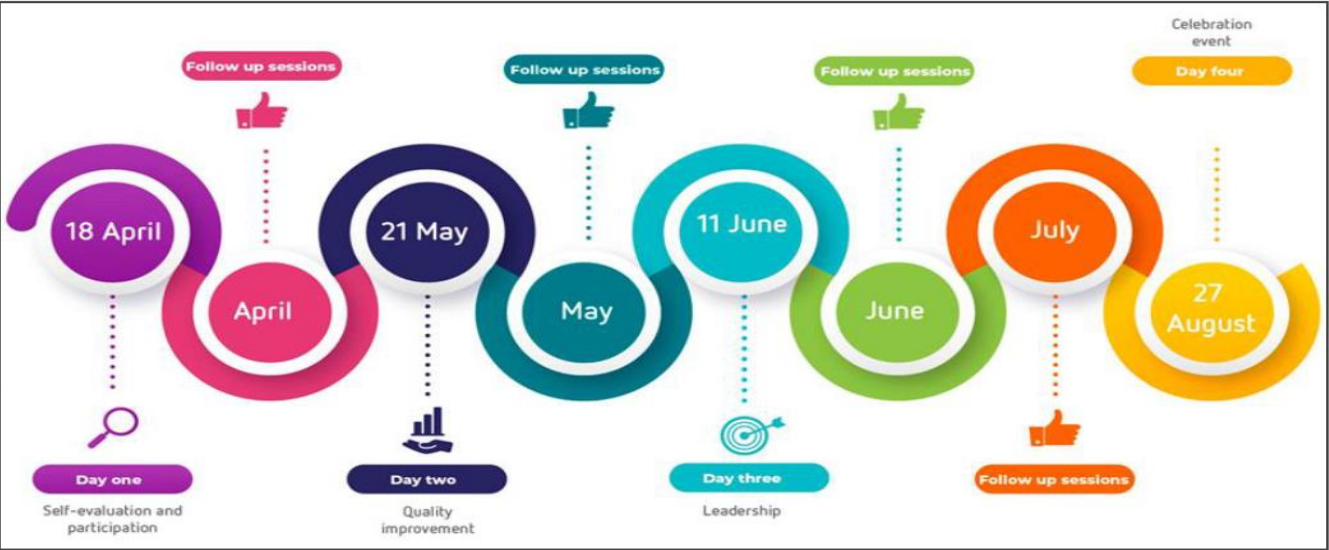 Celebration
event
Follow up sessions
Follow up sessions
Follow up sessions
Day four
18 April
April
21 May
May
11 June
June
July
27
August
Day one
Self-evaluation and
participation
Day two
Quality
improvement
Day three
Leadership
Follow up sessions